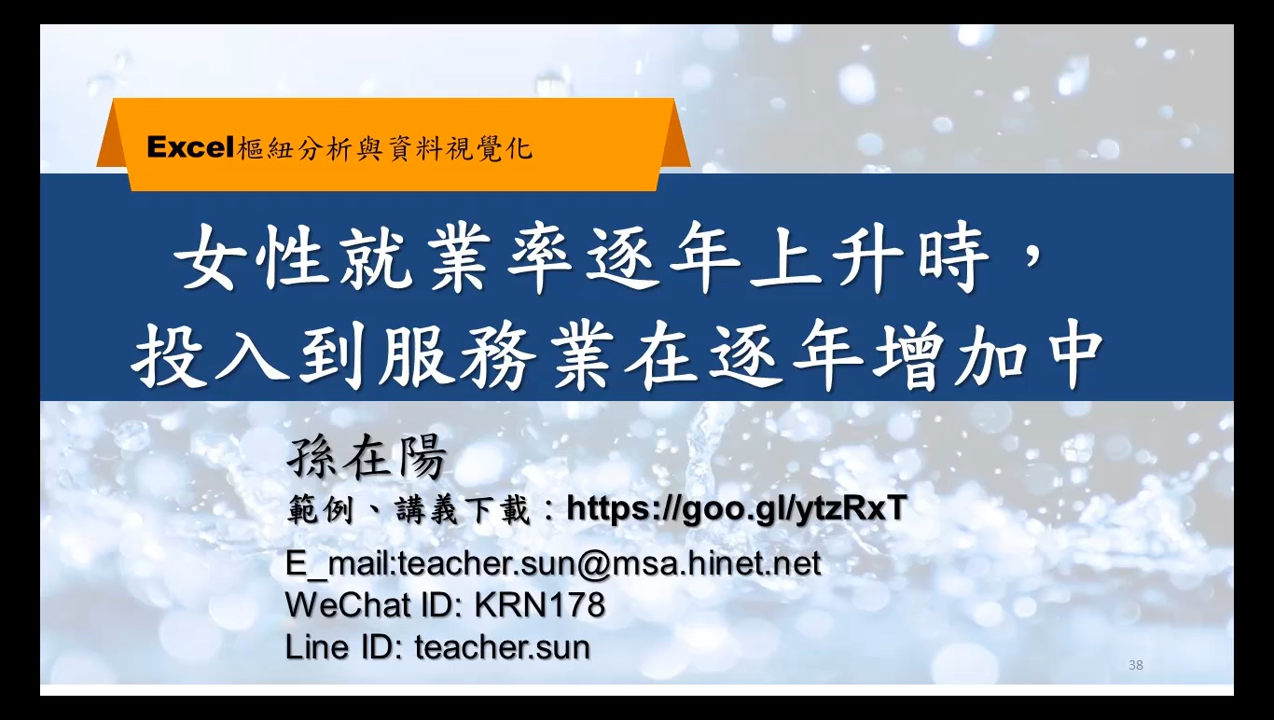 Excel樞紐分析與資料視覺化
女性就業率逐年上升時，
投入到服務業在逐年增加中
孫在陽
範例、講義下載：https://goo.gl/ytzRxT
E_mail:teacher.sun@msa.hinet.net
WeChat ID: KRN178
Line ID: teacher.sun
38